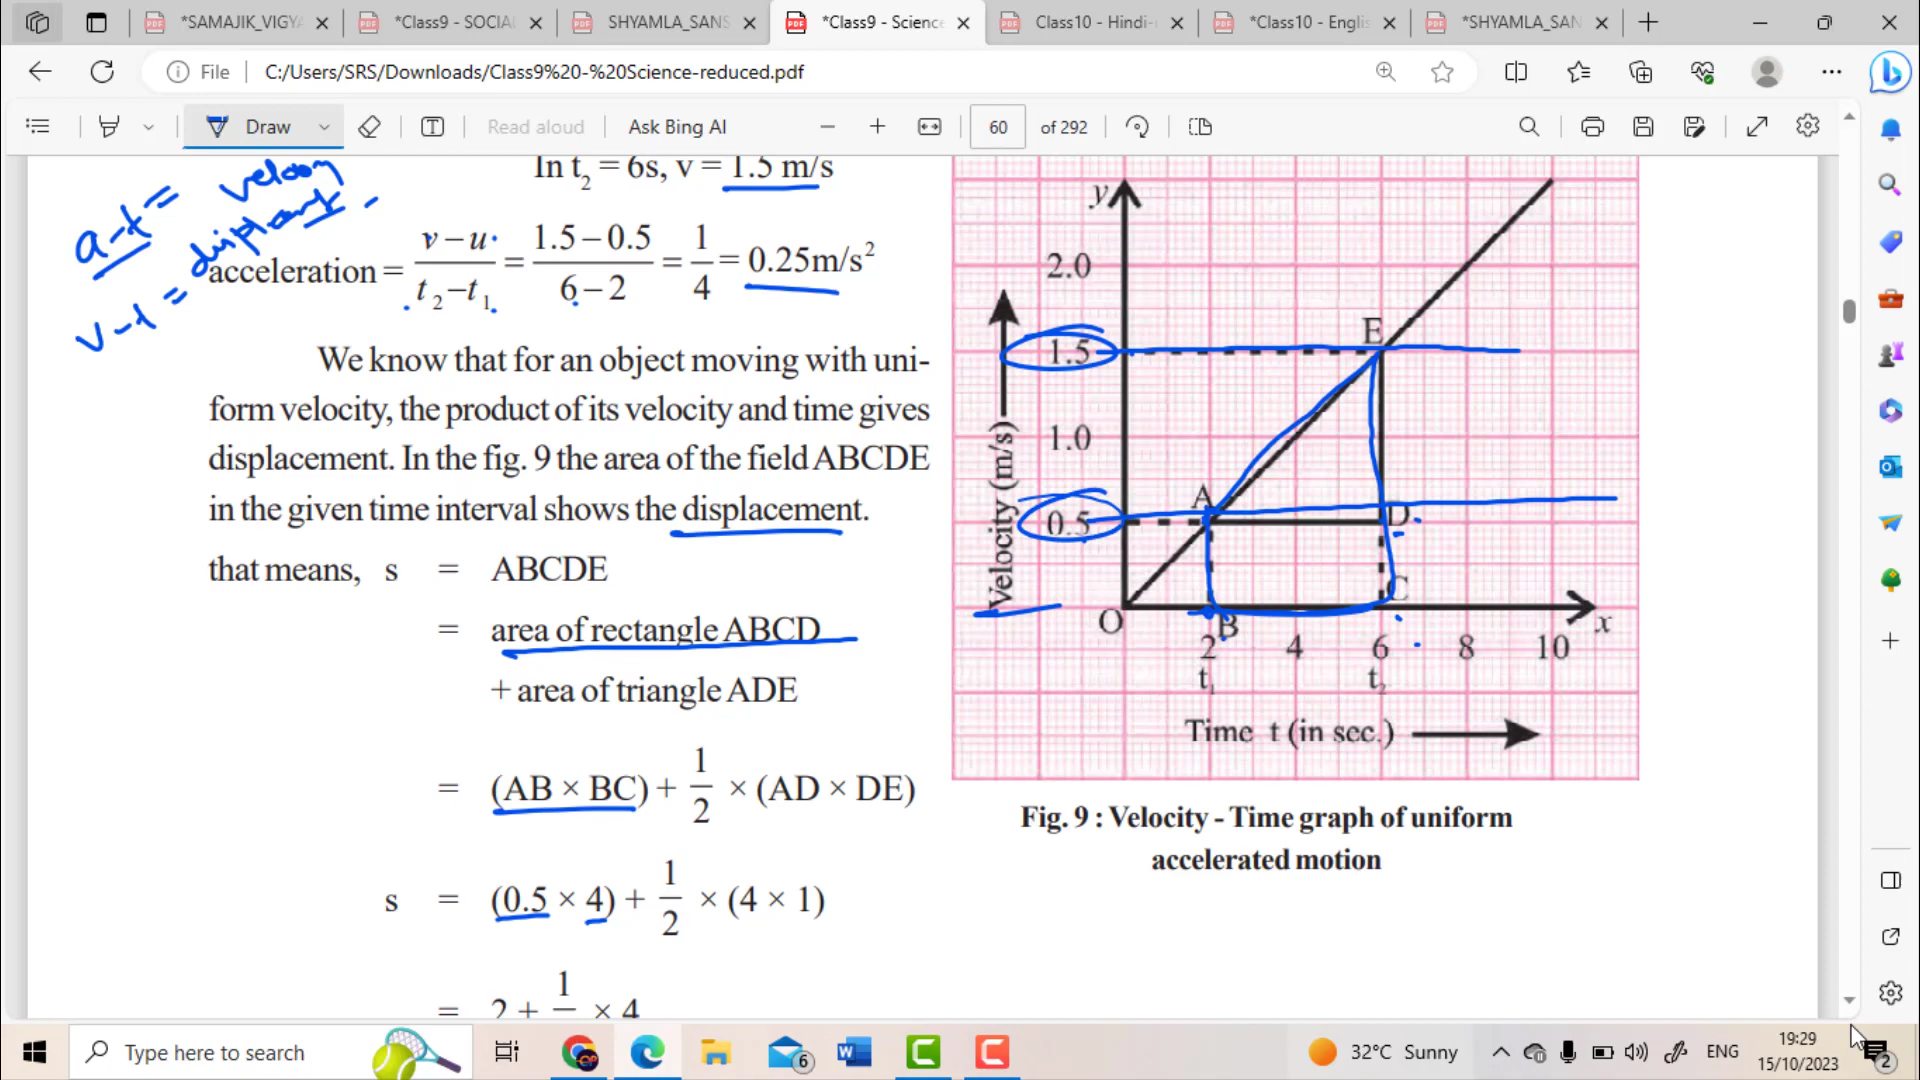 *SAMAJIK_VIGYA
*Class9 - SOCIAL
SHYAMLA_SANS
*Class9 - Science
Class10 - Hindi-
*Class10 - Englis
*SHYAMLA_SAN
File C:/Users/SRS/Downloads/Class9%20-%20Science-reduced.pdf
Draw Read aloud Ask Bing AI 60 of 292
In t2 = 6s, v = 1.5 m/s
a-t =
v-t = 
acceleration = v – u / t2 – t1 = 1.5 – 0.5 / 6 – 2 = 1/4 = 0.25m/s²
We know that for an object moving with uni-
form velocity, the product of its velocity and time gives
displacement. In the fig. 9 the area of the field ABCDE
in the given time interval shows the displacement.
that means, s = ABCDE
= area of rectangle ABCD
+ area of triangle ADE
= (AB × BC) + 1/2 × (AD × DE)
s = (0.5 × 4) + 1/2 × (4 × 1)
= 2 + 1 × 4
y
2.0
1.5
1.0
0.5
Velocity (m/s)
E
A
D
C
B
O
x
2 4 6 8 10
t1 t2
Time t (in sec.)
Fig. 9 : Velocity - Time graph of uniform
accelerated motion
Type here to search
6
32°C Sunny
ENG
19:29
15/10/2023
2